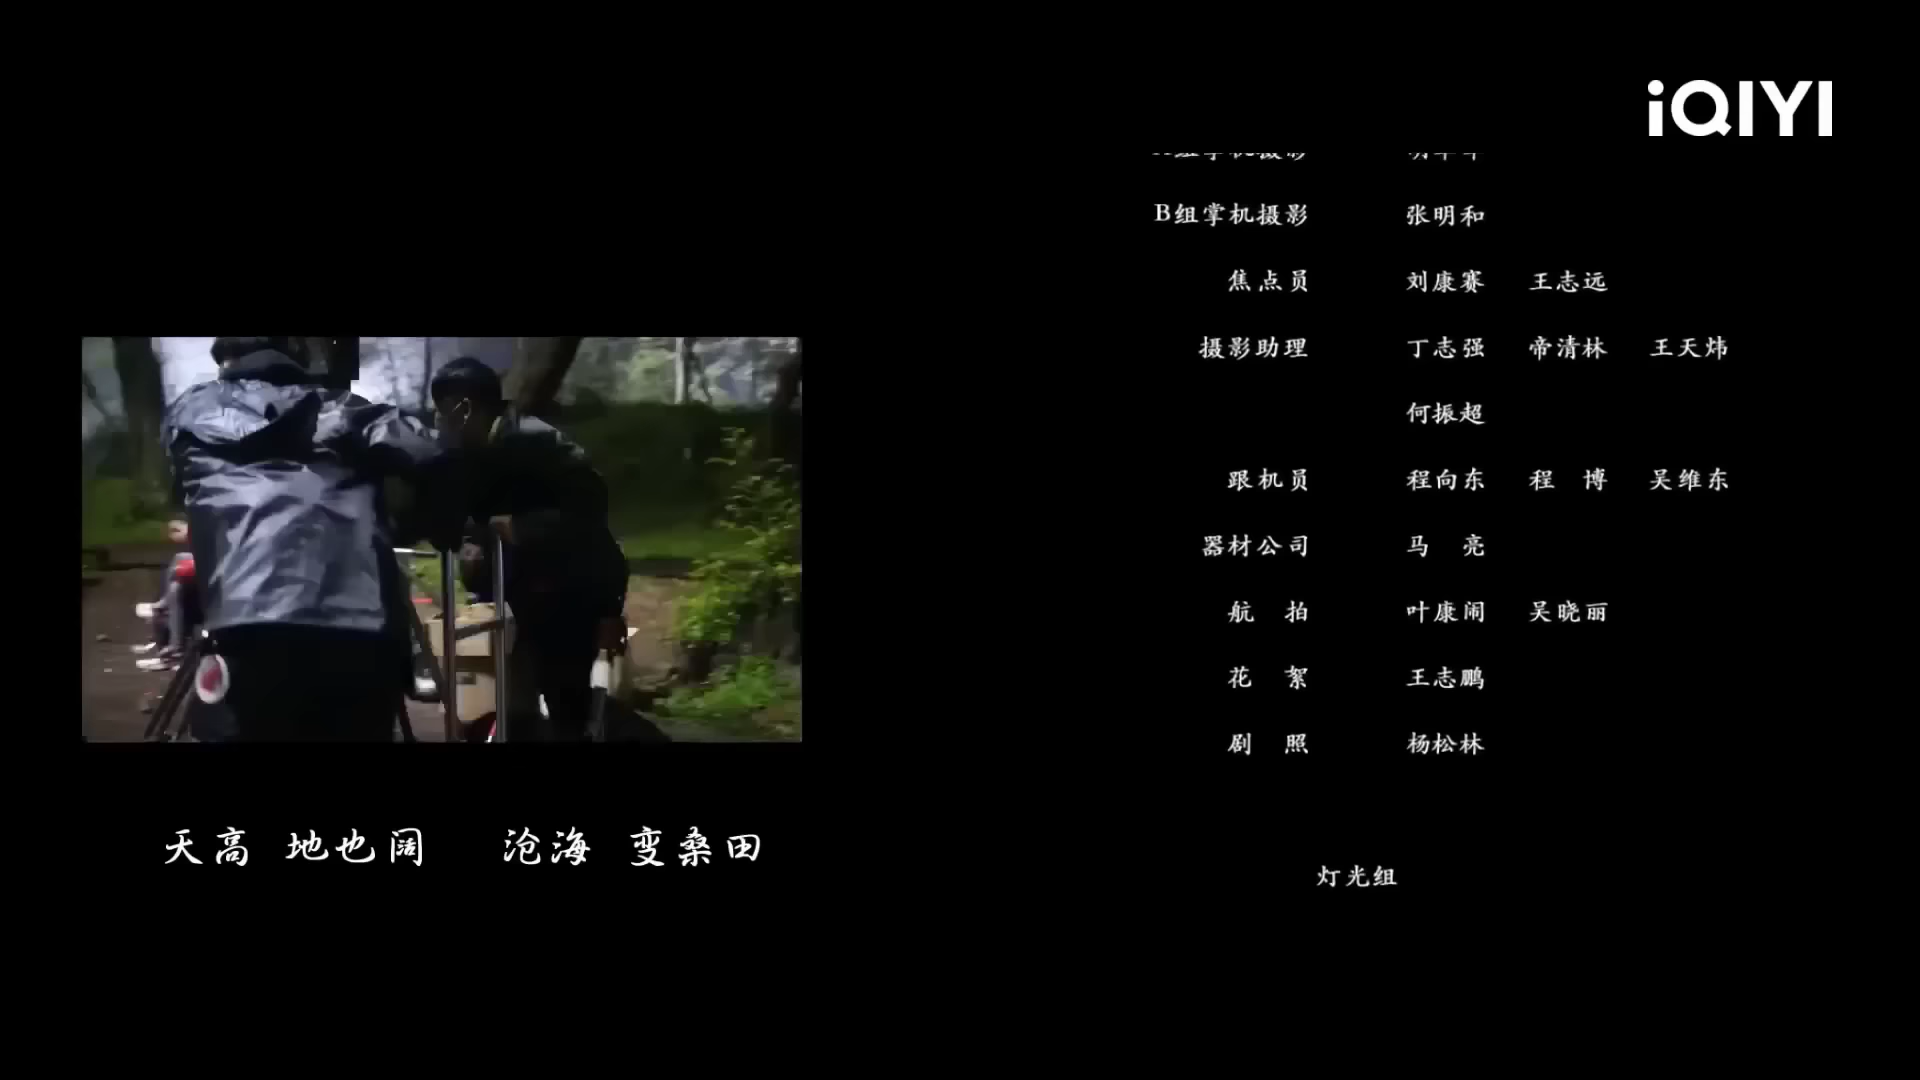 iQIYI
B组掌机摄影 张明和
焦点员 刘康赛 王志远
摄影助理 丁志强 帝清林 王天炜
何振超
跟机员 程向东 程 博 吴维东
器材公司 马 亮
航 拍 叶康闹 吴晓丽
花 絮 王志鹏
剧 照 杨松林
天高 地也阔 沧海 变桑田
灯光组